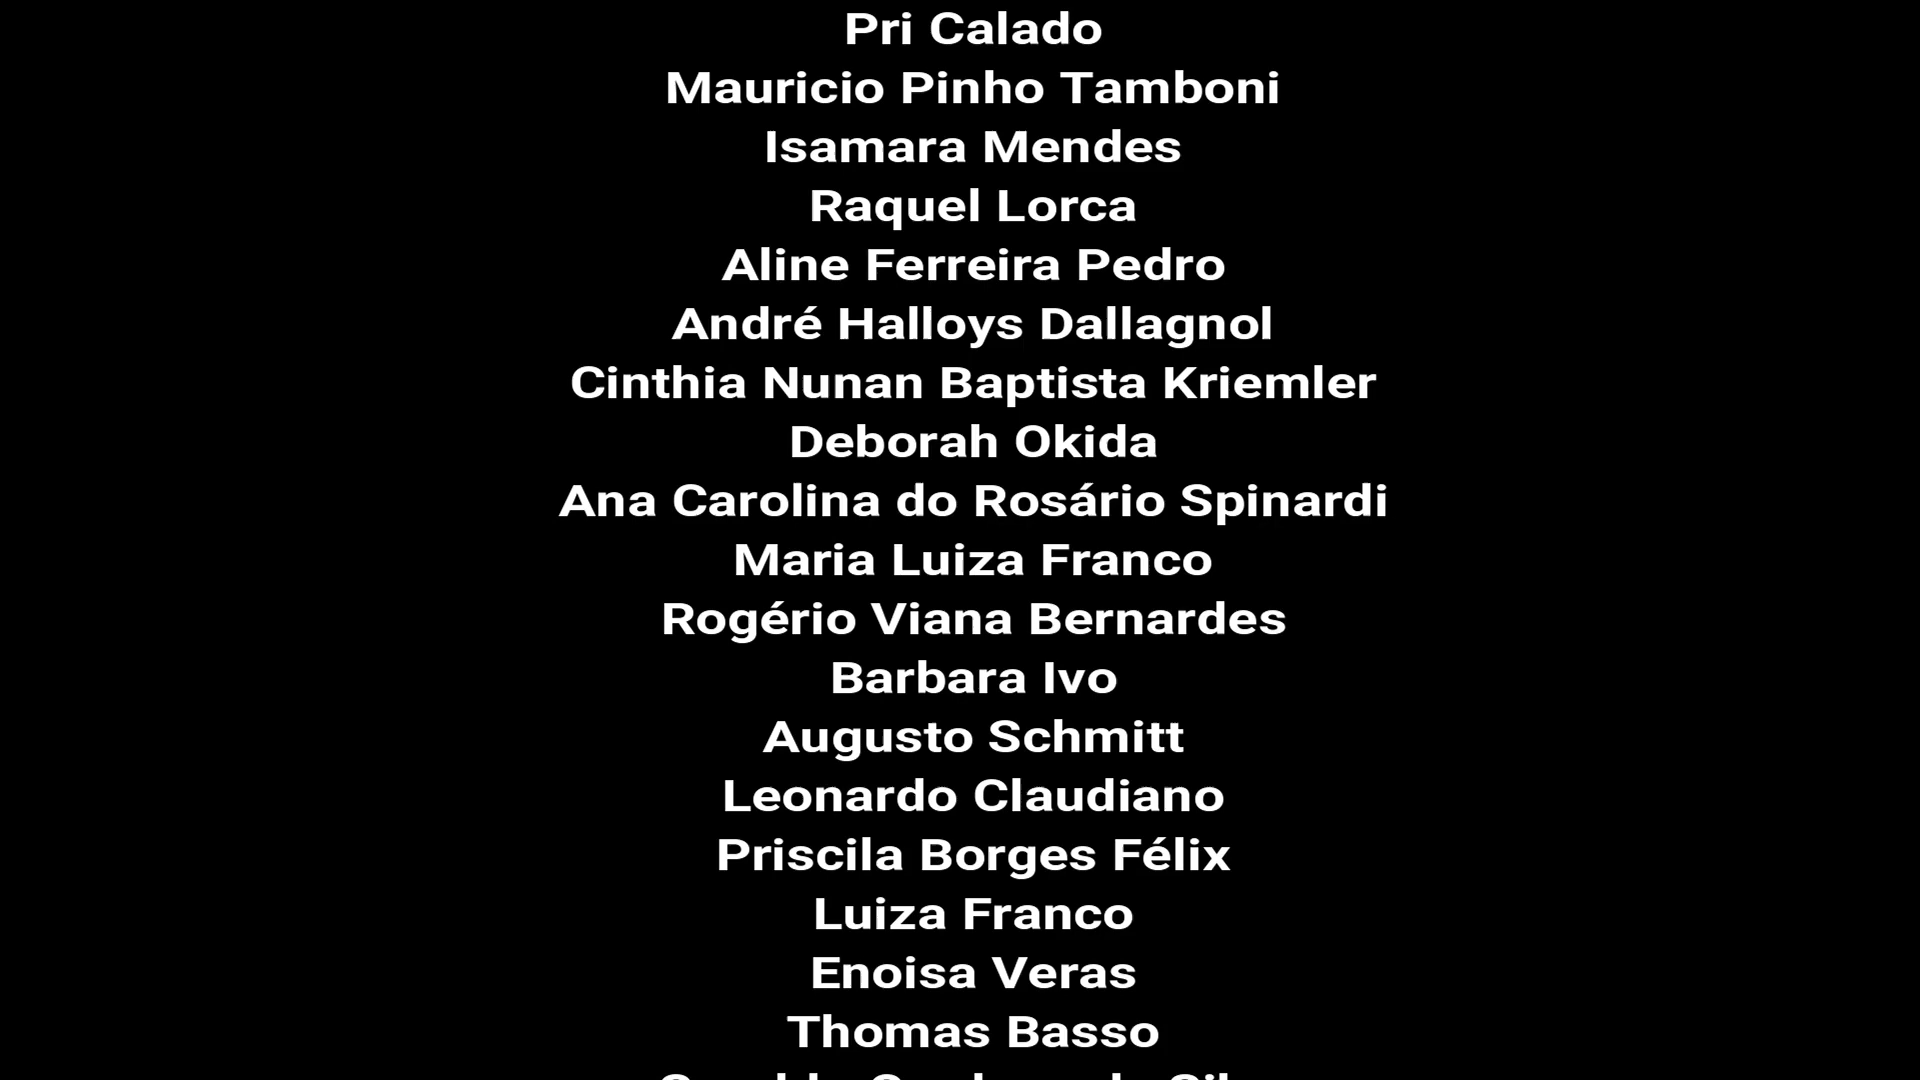 Pri Calado
Mauricio Pinho Tamboni
Isamara Mendes
Raquel Lorca
Aline Ferreira Pedro
André Halloys Dallagnol
Cinthia Nunan Baptista Kriemler
Deborah Okida
Ana Carolina do Rosário Spinardi
Maria Luiza Franco
Rogério Viana Bernardes
Barbara Ivo
Augusto Schmitt
Leonardo Claudiano
Priscila Borges Félix
Luiza Franco
Enoisa Veras
Thomas Basso